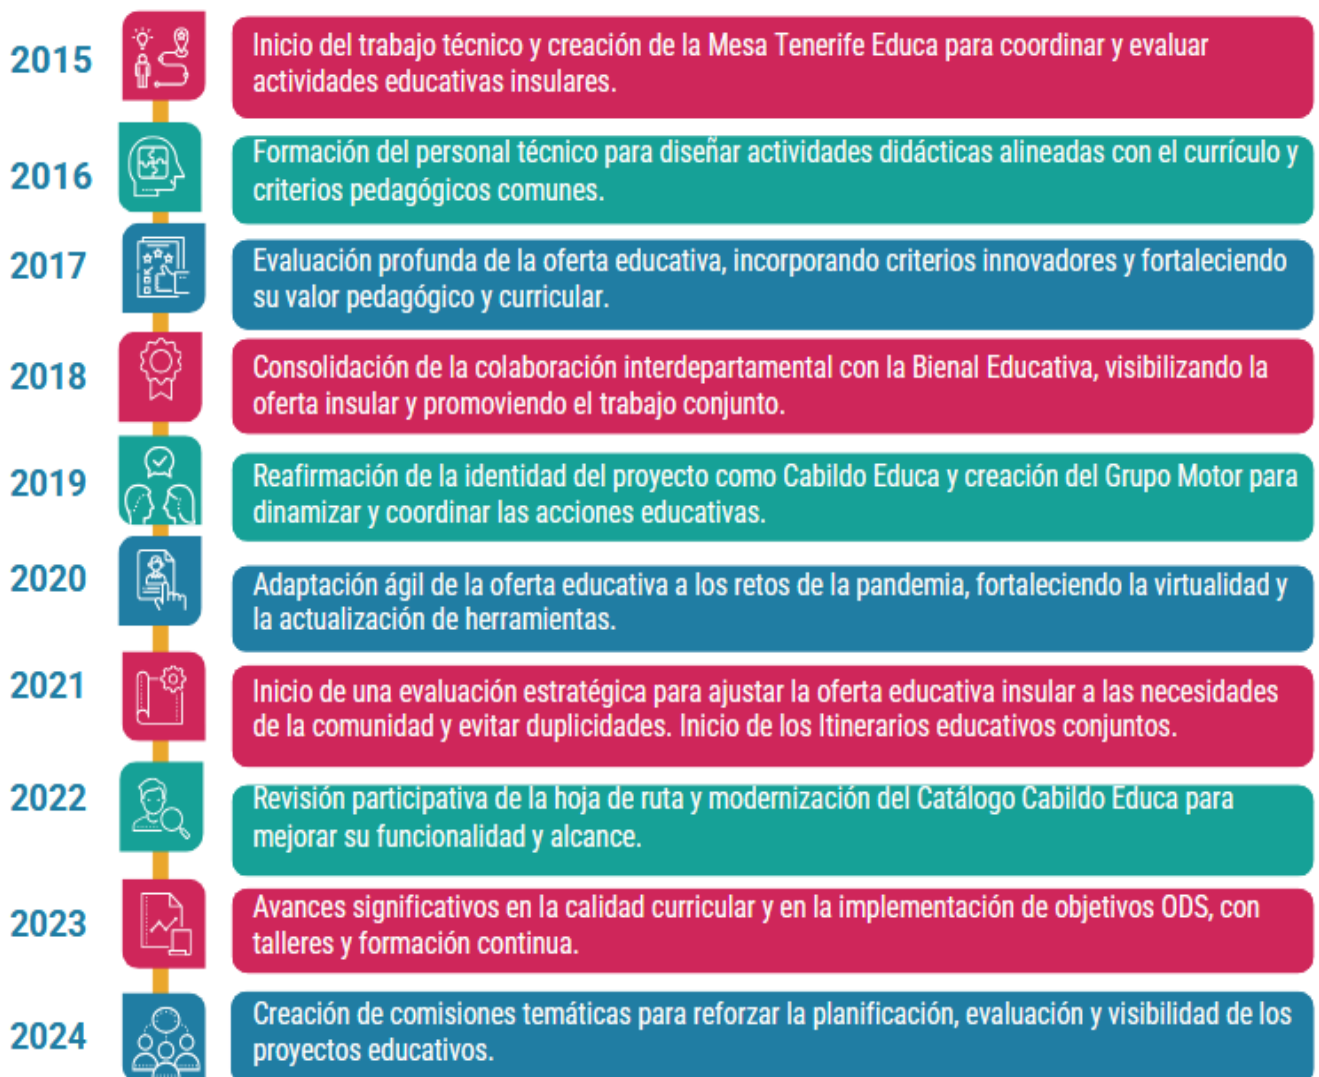 2015
Inicio del trabajo técnico y creación de la Mesa Tenerife Educa para coordinar y evaluar
actividades educativas insulares.
2016
Formación del personal técnico para diseñar actividades didácticas alineadas con el currículo y
criterios pedagógicos comunes.
2017
Evaluación profunda de la oferta educativa, incorporando criterios innovadores y fortaleciendo
su valor pedagógico y curricular.
2018
Consolidación de la colaboración interdepartamental con la Bienal Educativa, visibilizando la
oferta insular y promoviendo el trabajo conjunto.
2019
Reafirmación de la identidad del proyecto como Cabildo Educa y creación del Grupo Motor para
dinamizar y coordinar las acciones educativas.
2020
Adaptación ágil de la oferta educativa a los retos de la pandemia, fortaleciendo la virtualidad y
la actualización de herramientas.
2021
Inicio de una evaluación estratégica para ajustar la oferta educativa insular a las necesidades
de la comunidad y evitar duplicidades. Inicio de los Itinerarios educativos conjuntos.
2022
Revisión participativa de la hoja de ruta y modernización del Catálogo Cabildo Educa para
mejorar su funcionalidad y alcance.
2023
Avances significativos en la calidad curricular y en la implementación de objetivos ODS, con
talleres y formación continua.
2024
Creación de comisiones temáticas para reforzar la planificación, evaluación y visibilidad de los
proyectos educativos.